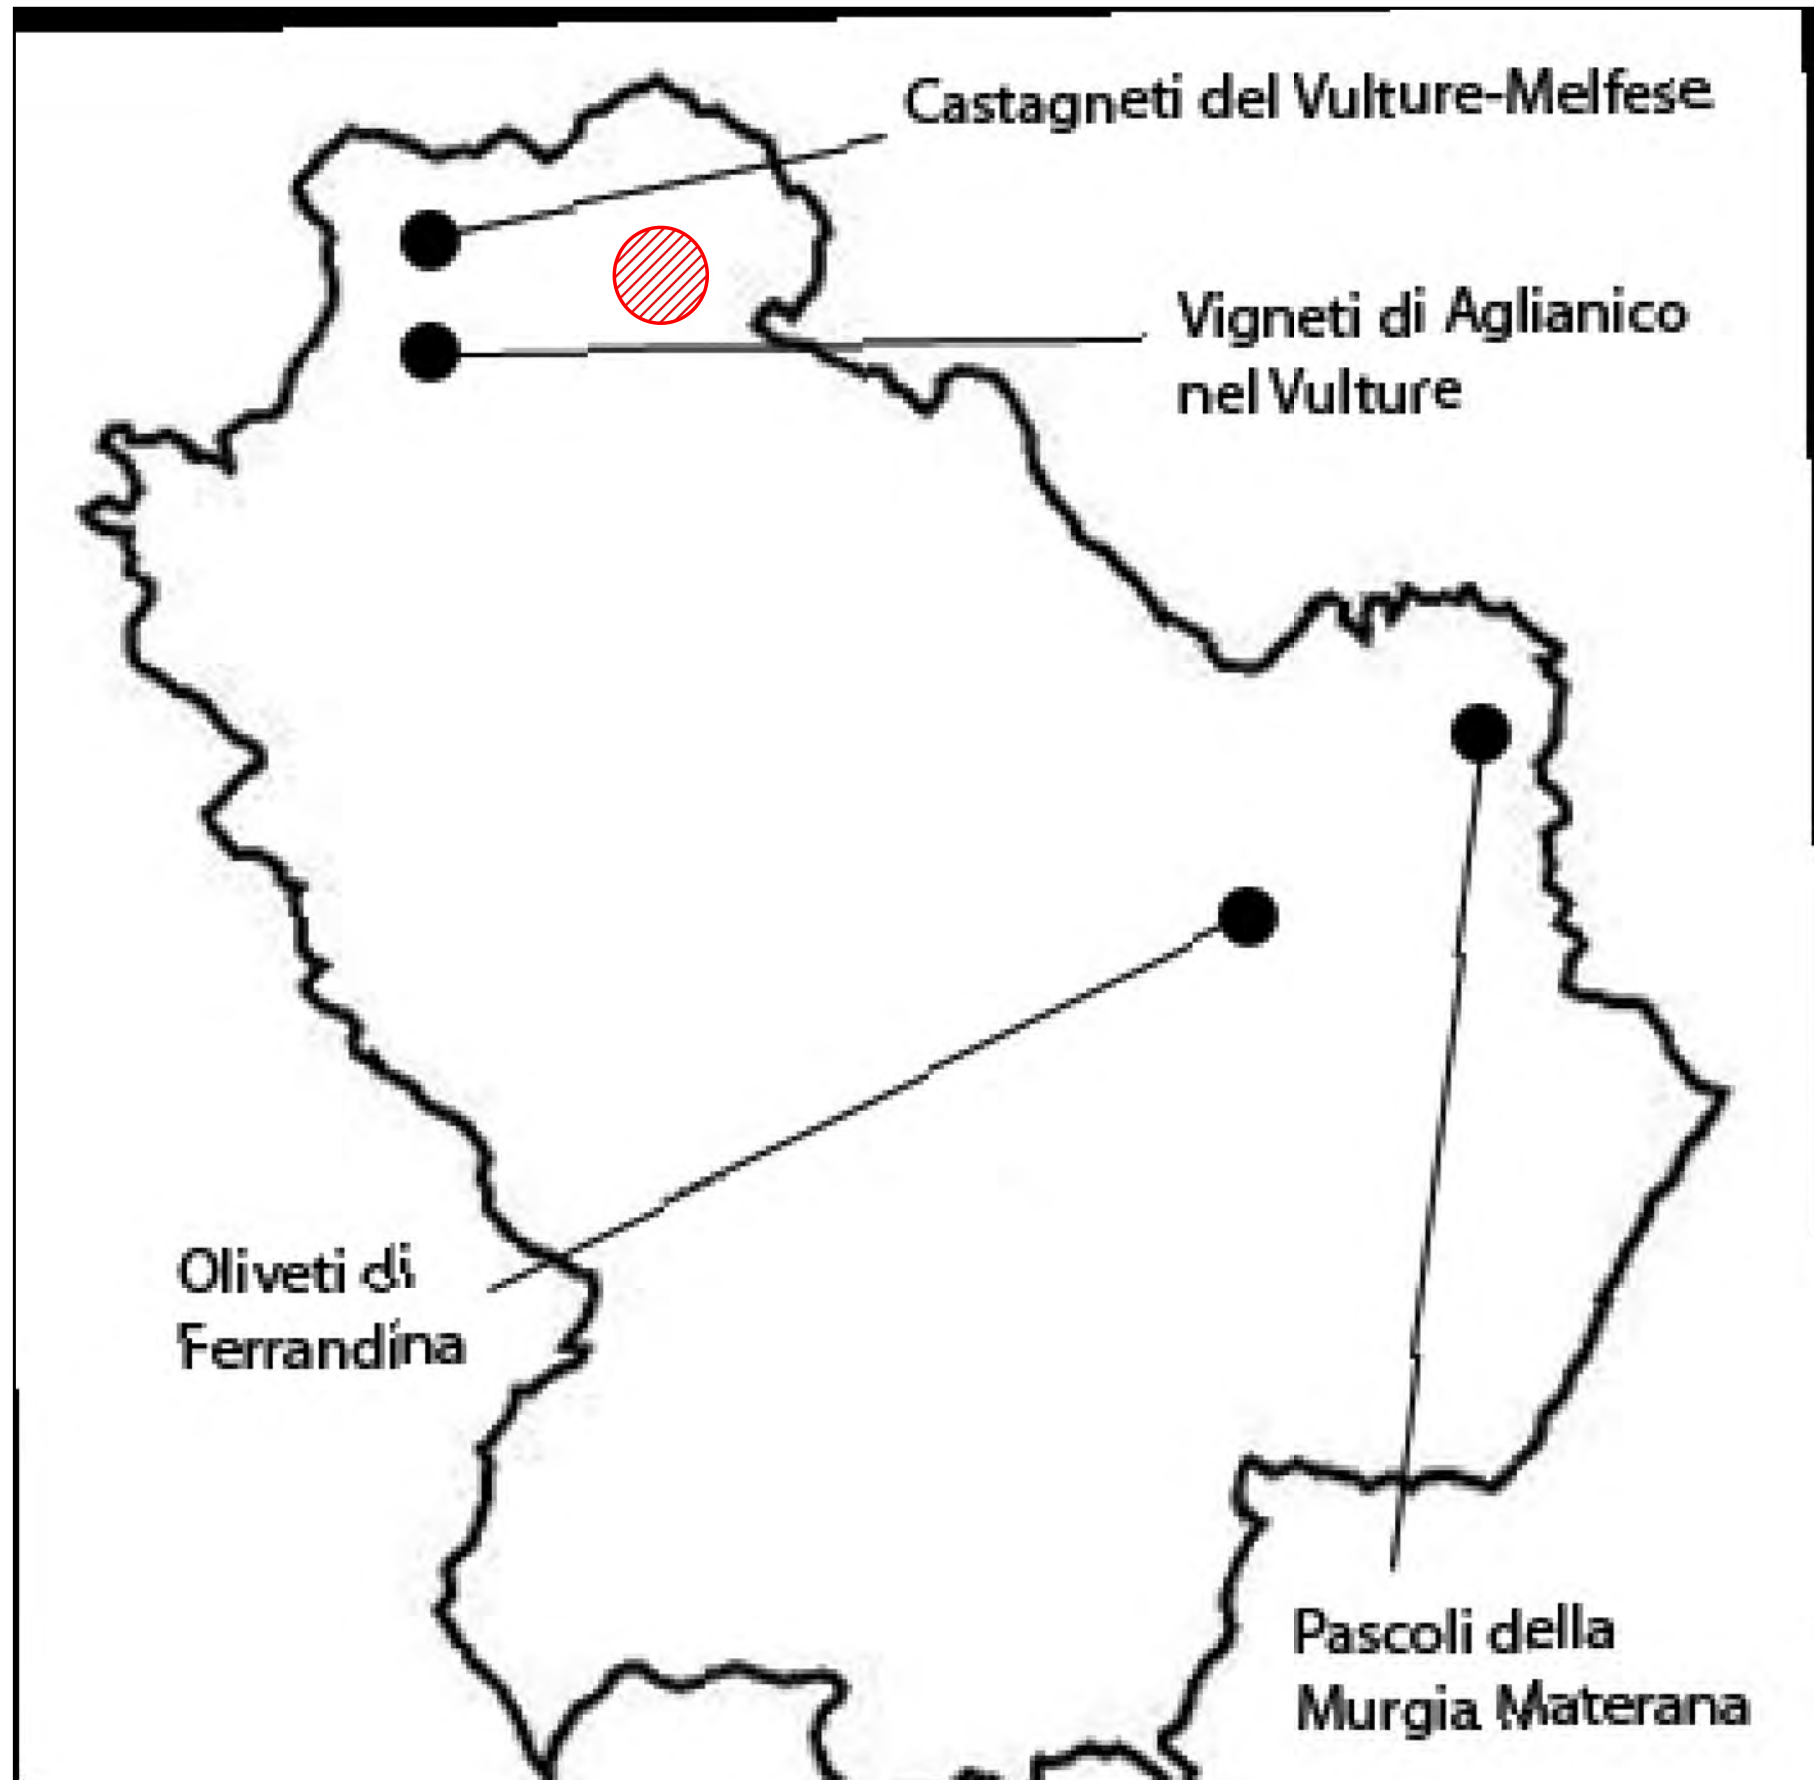 Castagneti del Vulture-Melfese
Vigneti di Aglianico
nel Vulture
Oliveti di
Ferrandina
Pascoli della
Murgia Materana